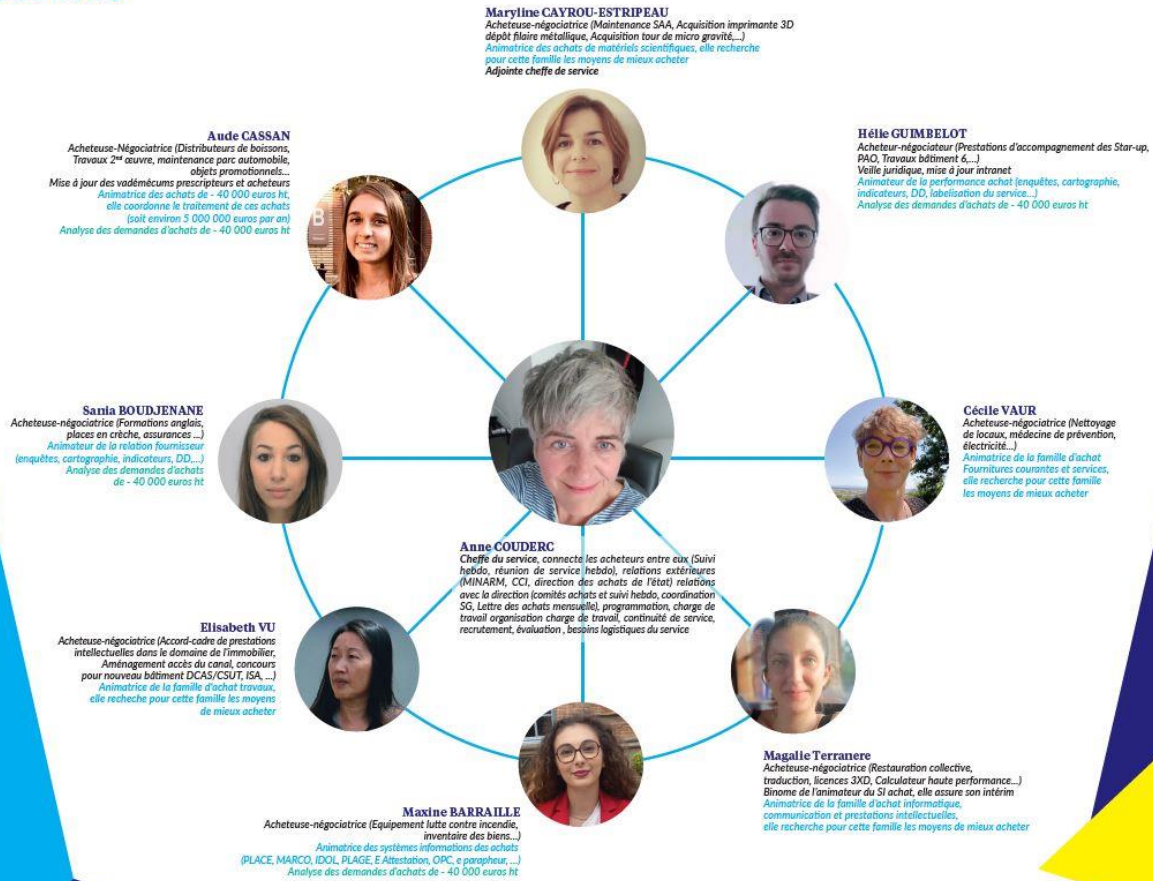 Maryline CAYROU-ESTRIPEAU
Acheteuse-négociatrice (Maintenance SAA, Acquisition imprimante 3D
dépôt filaire métallique, Acquisition tour de micro gravité,...)
Animatrice des achats de matériels scientifiques, elle recherche
pour cette famille les moyens de mieux acheter
Adjointe cheffe de service
Aude CASSAN
Acheteuse-Négociatrice (Distributeurs de boissons,
Travaux 2nd œuvre, maintenance parc automobile,
objets promotionnels...
Mise à jour des vadémécums prescripteurs et acheteurs
Animatrice des achats de - 40 000 euros ht,
elle coordonne le traitement de ces achats
(soit environ 5 000 000 euros par an)
Analyse des demandes d'achats de - 40 000 euros ht
B
Hélie GUIMBELOT
Acheteur-négociateur (Prestations d'accompagnement des Star-up,
PAO, Travaux bâtiment 6,...)
Veille juridique, mise à jour intranet
Animateur de la performance achat (enquêtes, cartographie,
indicateurs, DD, labelisation du service...)
Analyse des demandes d'achats de - 40 000 euros ht
Sania BOUDJENANE
Acheteuse-négociatrice (Formations anglais,
places en crèche, assurances ...)
Animateur de la relation fournisseur
(enquêtes, cartographie, indicateurs, DD,...)
Analyse des demandes d'achats
de - 40 000 euros ht
Cécile VAUR
Acheteuse-négociatrice (Nettoyage
de locaux, médecine de prévention,
électricité...)
Animatrice de la famille d'achat
Fournitures courantes et services,
elle recherche pour cette famille
les moyens de mieux acheter
Anne COUDERC
Cheffe du service, connecte les acheteurs entre eux (Suivi
hebdo, réunion de service hebdo), relations extérieures
(MINARM, CCI, direction des achats de l'état) relations
avec la direction (comités achats et suivi hebdo, coordination
SG, Lettre des achats mensuelle), programmation, charge de
travail organisation charge de travail, continuité de service,
recrutement, évaluation , besoins logistiques du service
Elisabeth VU
Acheteuse-négociatrice (Accord-cadre de prestations
intellectuelles dans le domaine de l'immobilier,
Aménagement accès du canal, concours
pour nouveau bâtiment DCAS/CSUT, ISA, ...)
Animatrice de la famille d'achat travaux,
elle recheche pour cette famille les moyens
de mieux acheter
Magalie Terranere
Acheteuse-négociatrice (Restauration collective,
traduction, licences 3XD, Calculateur haute performance...)
Binome de l'animateur du SI achat, elle assure son intérim
Animatrice de la famille d'achat informatique,
communication et prestations intellectuelles,
elle recherche pour cette famille les moyens de mieux acheter
Maxine BARRAILLE
Acheteuse-négociatrice (Equipement lutte contre incendie,
inventaire des biens...)
Animatrice des systèmes informations des achats
(PLACE, MARCO, IDOL, PLAGE, E Attestation, OPC, e parapheur, ...)
Analyse des demandes d'achats de - 40 000 euros ht